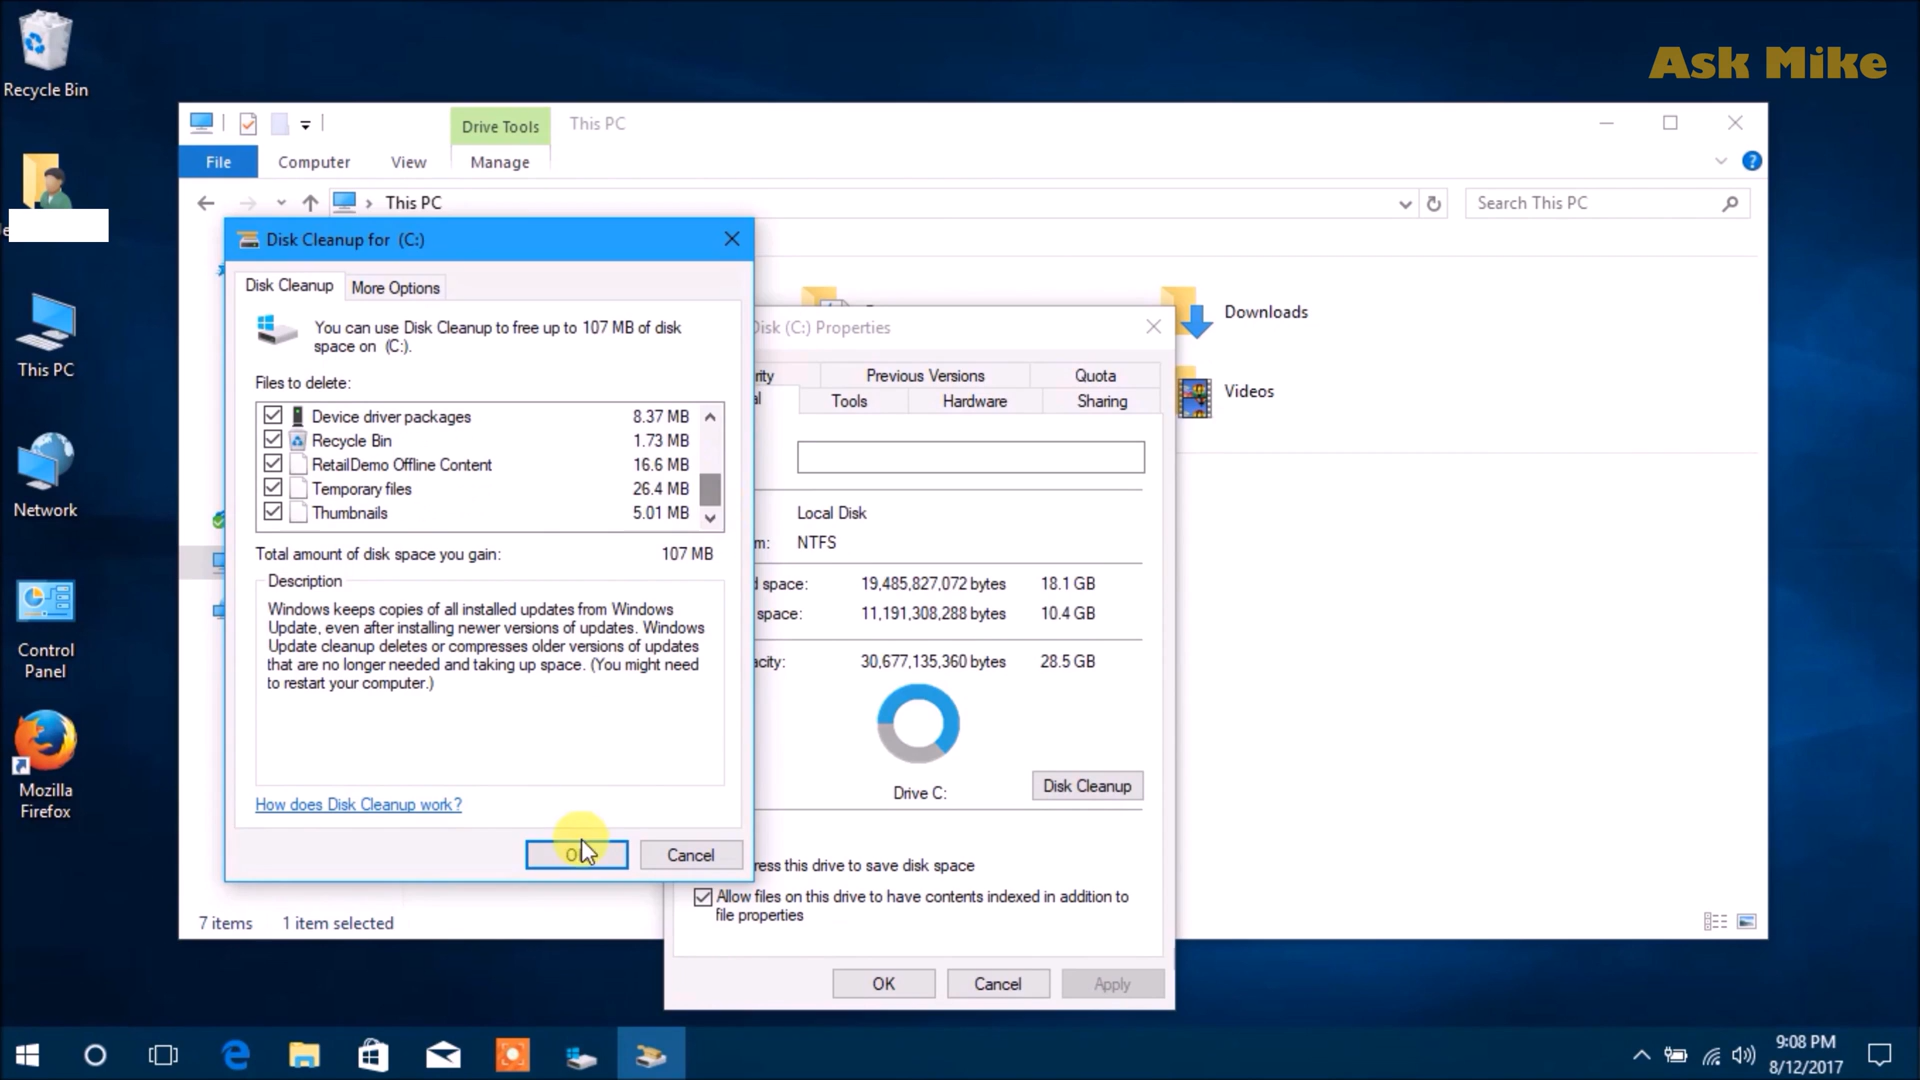 Ask Mike
Recycle Bin
This PC
Network
Control
Panel
Mozilla
Firefox
Drive Tools
This PC
File
Computer
View
Manage
This PC
Search This PC
Disk Cleanup for (C:)
Disk Cleanup
More Options
You can use Disk Cleanup to free up to 107 MB of disk
space on (C:).
Files to delete:
Device driver packages 8.37 MB
Recycle Bin 1.73 MB
RetailDemo Offline Content 16.6 MB
Temporary files 26.4 MB
Thumbnails 5.01 MB
Total amount of disk space you gain: 107 MB
Description
Windows keeps copies of all installed updates from Windows
Update, even after installing newer versions of updates. Windows
Update cleanup deletes or compresses older versions of updates
that are no longer needed and taking up space. (You might need
to restart your computer.)
How does Disk Cleanup work?
Cancel
Disk (C:) Properties
Previous Versions
Quota
Tools
Hardware
Sharing
Local Disk
NTFS
space: 19,485,827,072 bytes 18.1 GB
space: 11,191,308,288 bytes 10.4 GB
30,677,135,360 bytes 28.5 GB
Drive C:
Disk Cleanup
this drive to save disk space
Allow files on this drive to have contents indexed in addition to
file properties
OK
Cancel
Apply
Downloads
Videos
7 items
1 item selected
9:08 PM
8/12/2017